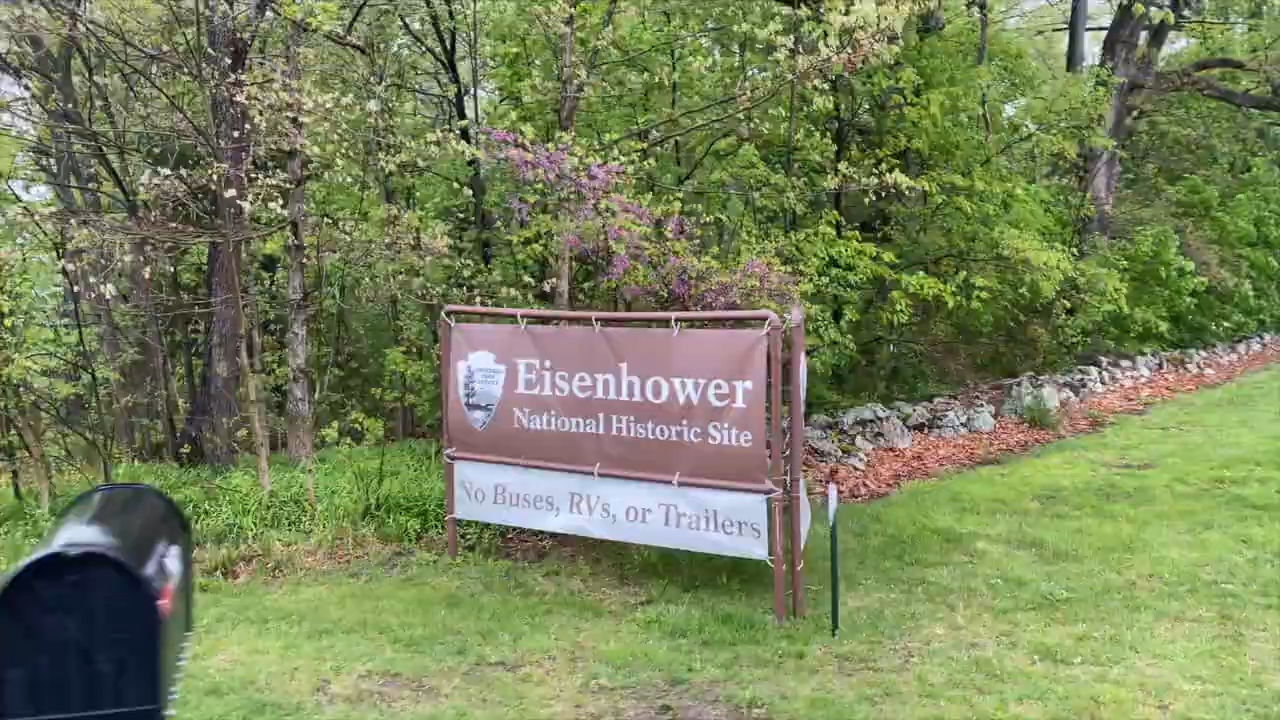 Eisenhower
National Historic Site
No Buses, RVs, or Trailers